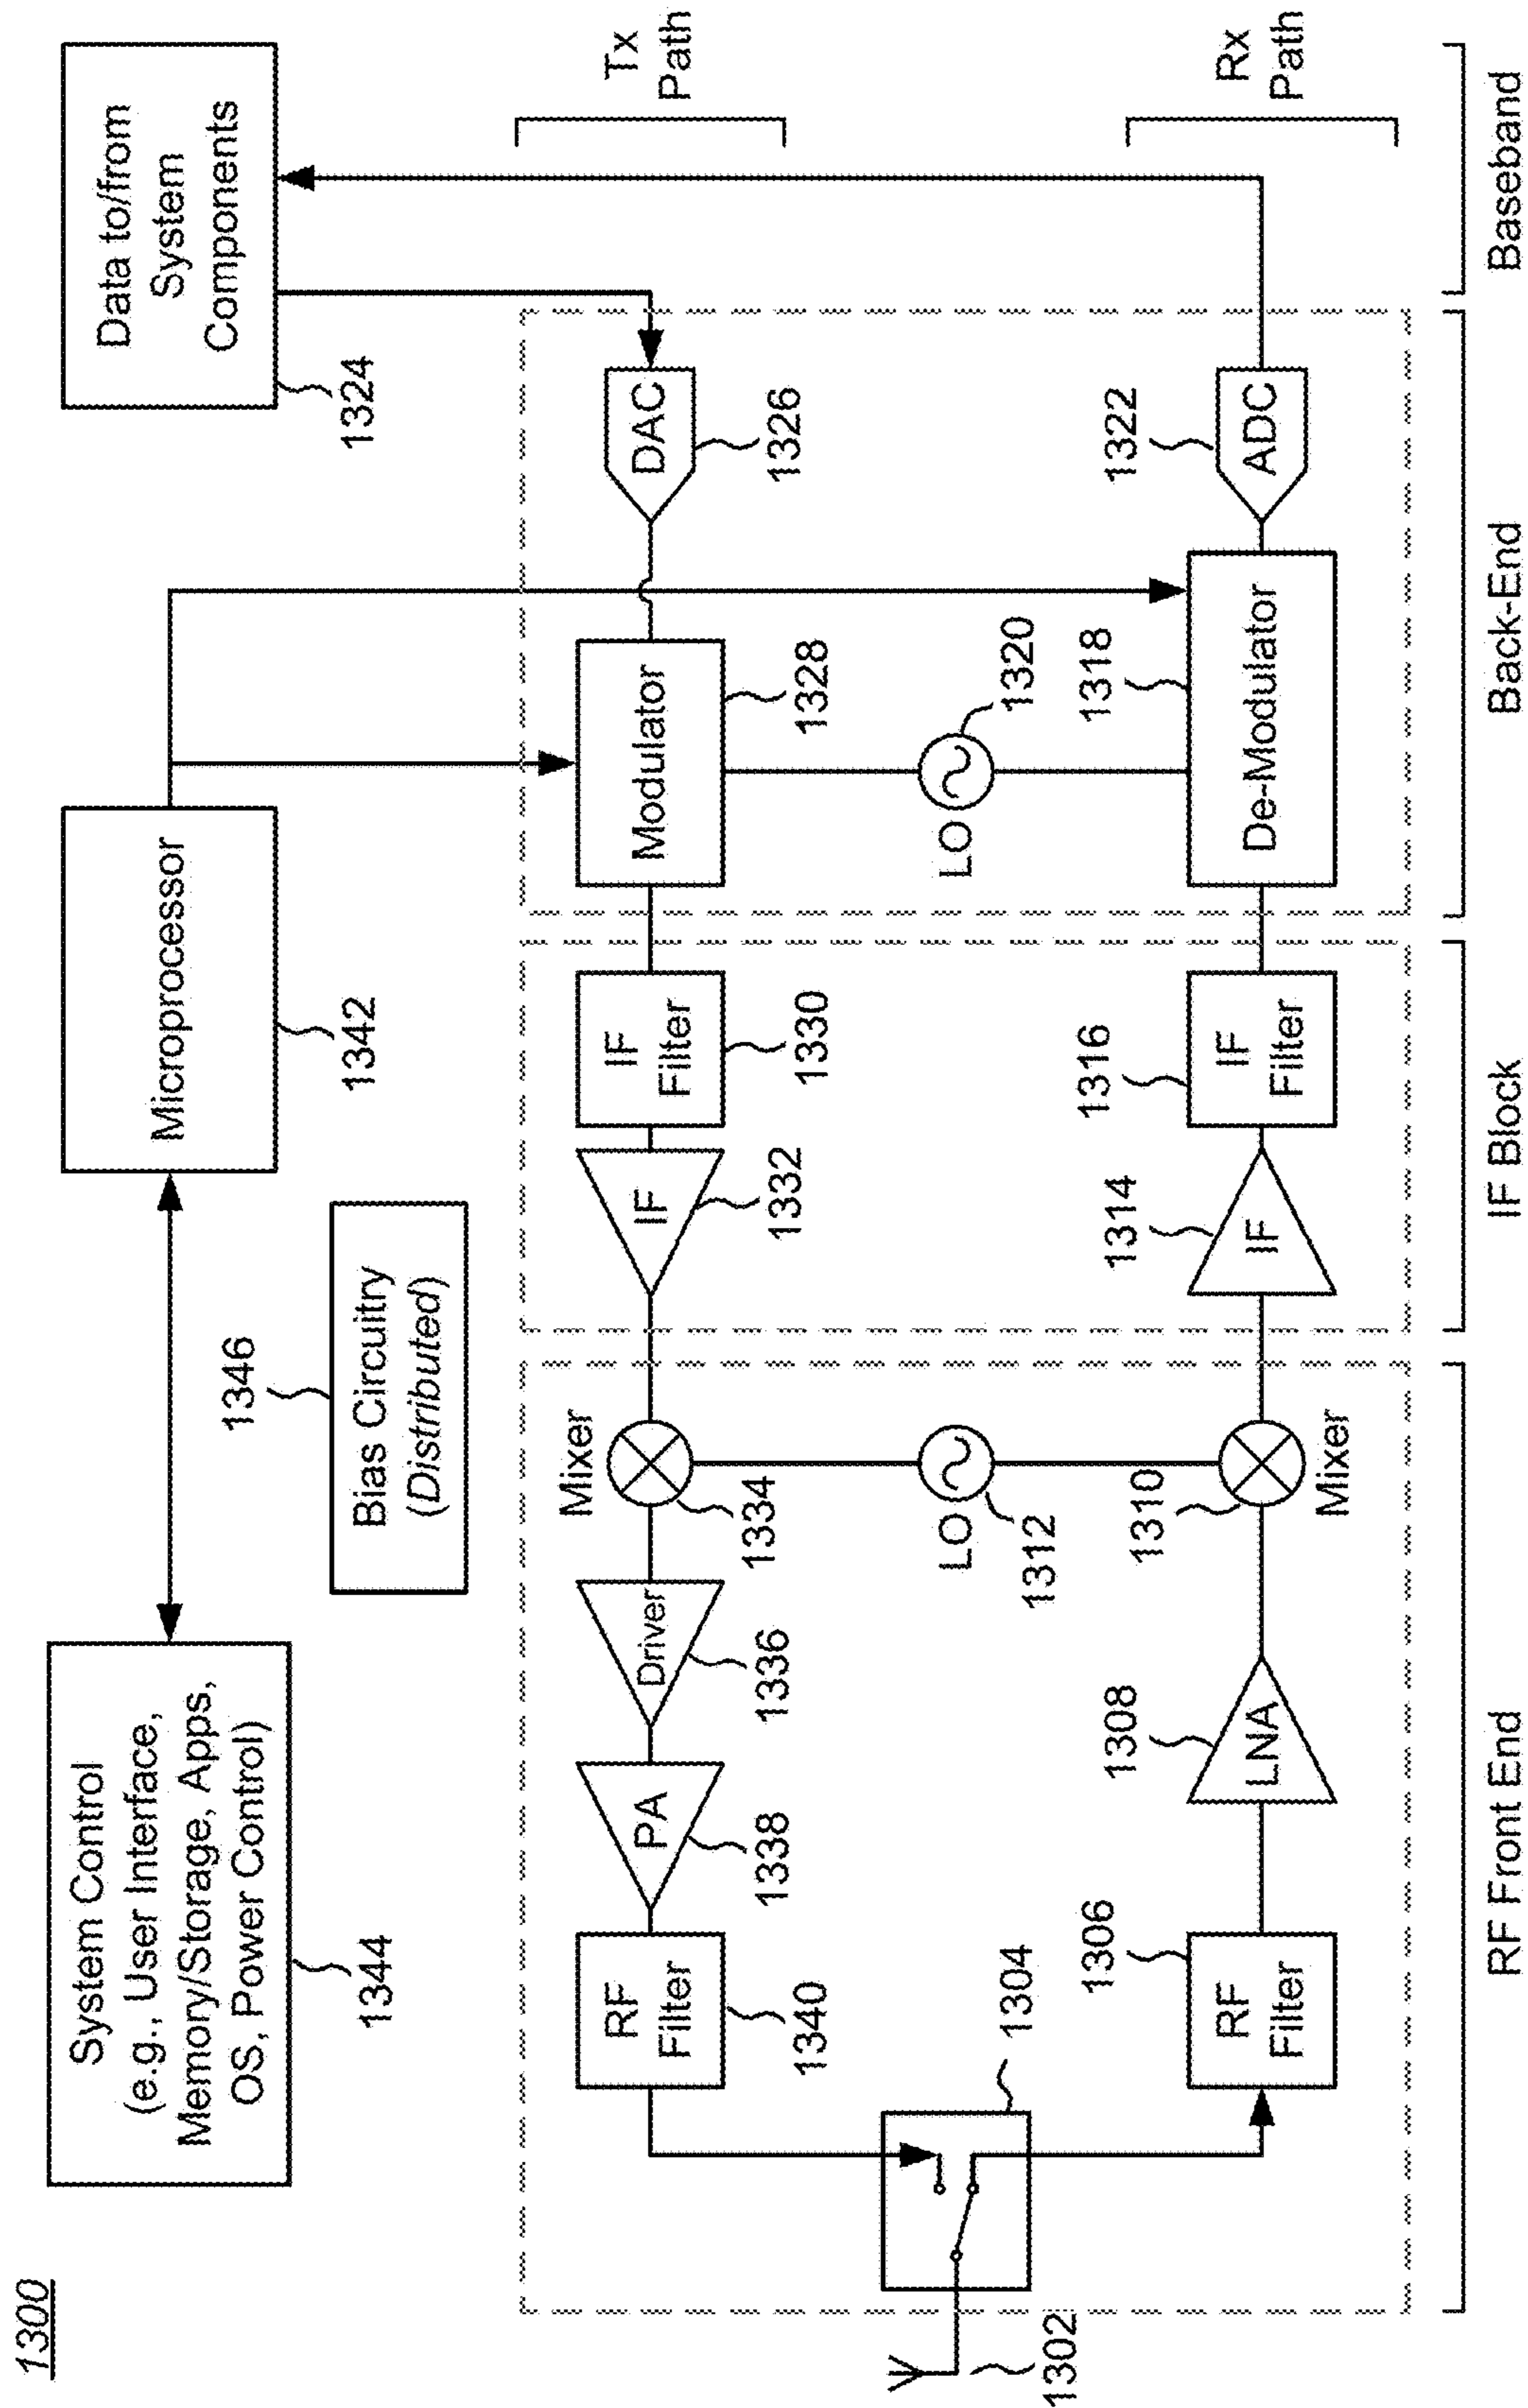 1300
System Control
(e.g., User Interface,
Memory/Storage, Apps,
OS, Power Control)
1344
Microprocessor
1342
Data to/from
System
Components
1324
1346
Bias Circuitry
(Distributed)
Tx
Path
RF
Filter
1340
PA
1338
Driver
1336
Mixer
1334
IF
1332
IF
Filter
1330
Modulator
1328
DAC
1326
1302
1304
LO
1312
LO
1320
Rx
Path
RF
Filter
1306
LNA
1308
1310
Mixer
IF
1314
IF
Filter
1316
De-Modulator
1318
ADC
1322
RF Front End
IF Block
Back-End
Baseband